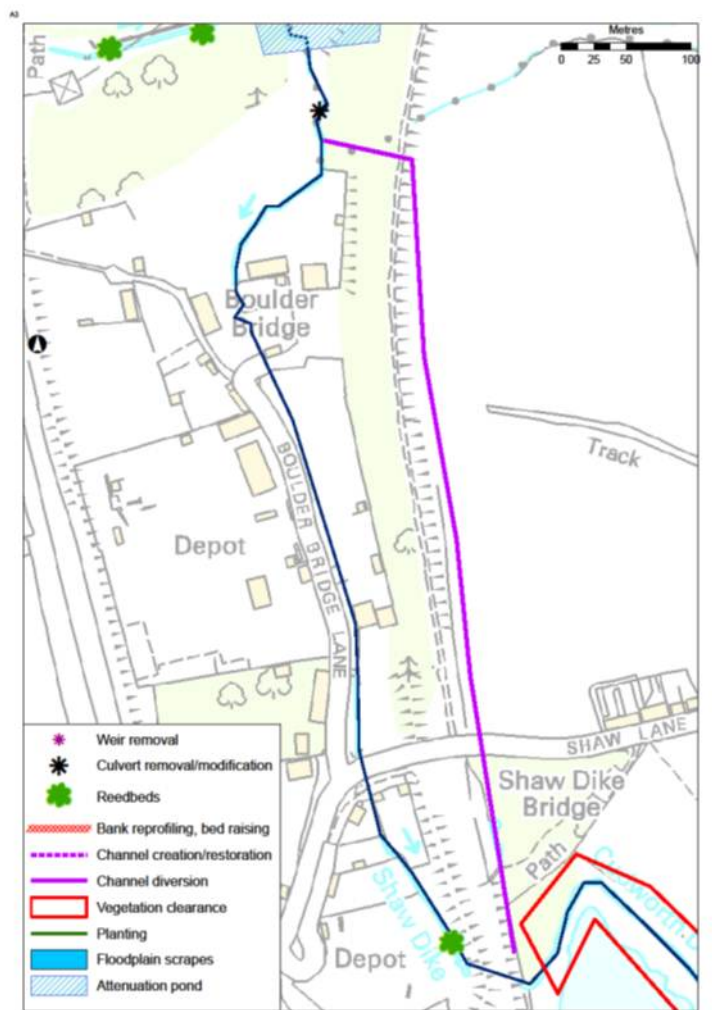 A3
Metres
0 25 50 100
Path
Boulder
Bridge
BOULDER BRIDGE LANE
Track
Depot
SHAW LANE
Shaw Dike
Bridge
Path
Shaw Dike
Depot
Weir removal
Culvert removal/modification
Reedbeds
Bank reprofiling, bed raising
Channel creation/restoration
Channel diversion
Vegetation clearance
Planting
Floodplain scrapes
Attenuation pond